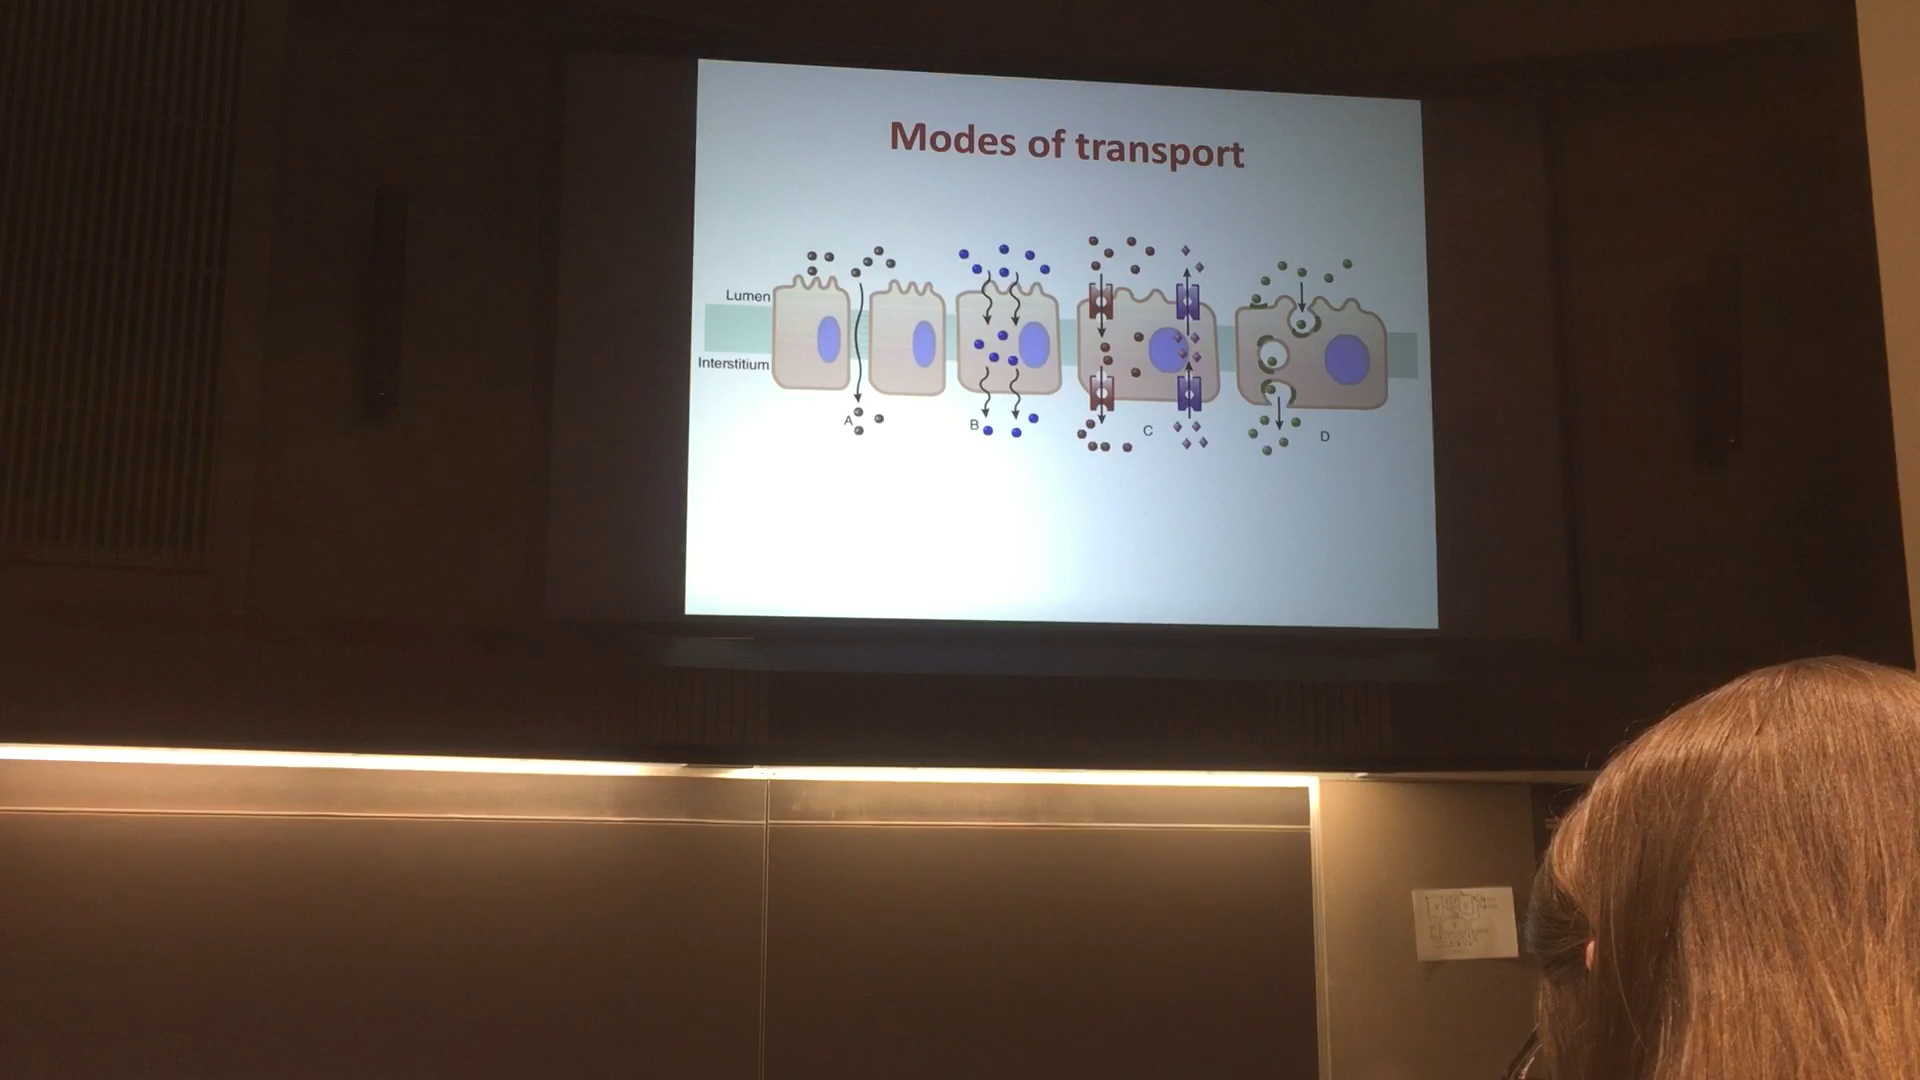 Modes of transport
Lumen
Interstitium
A
B
C
D